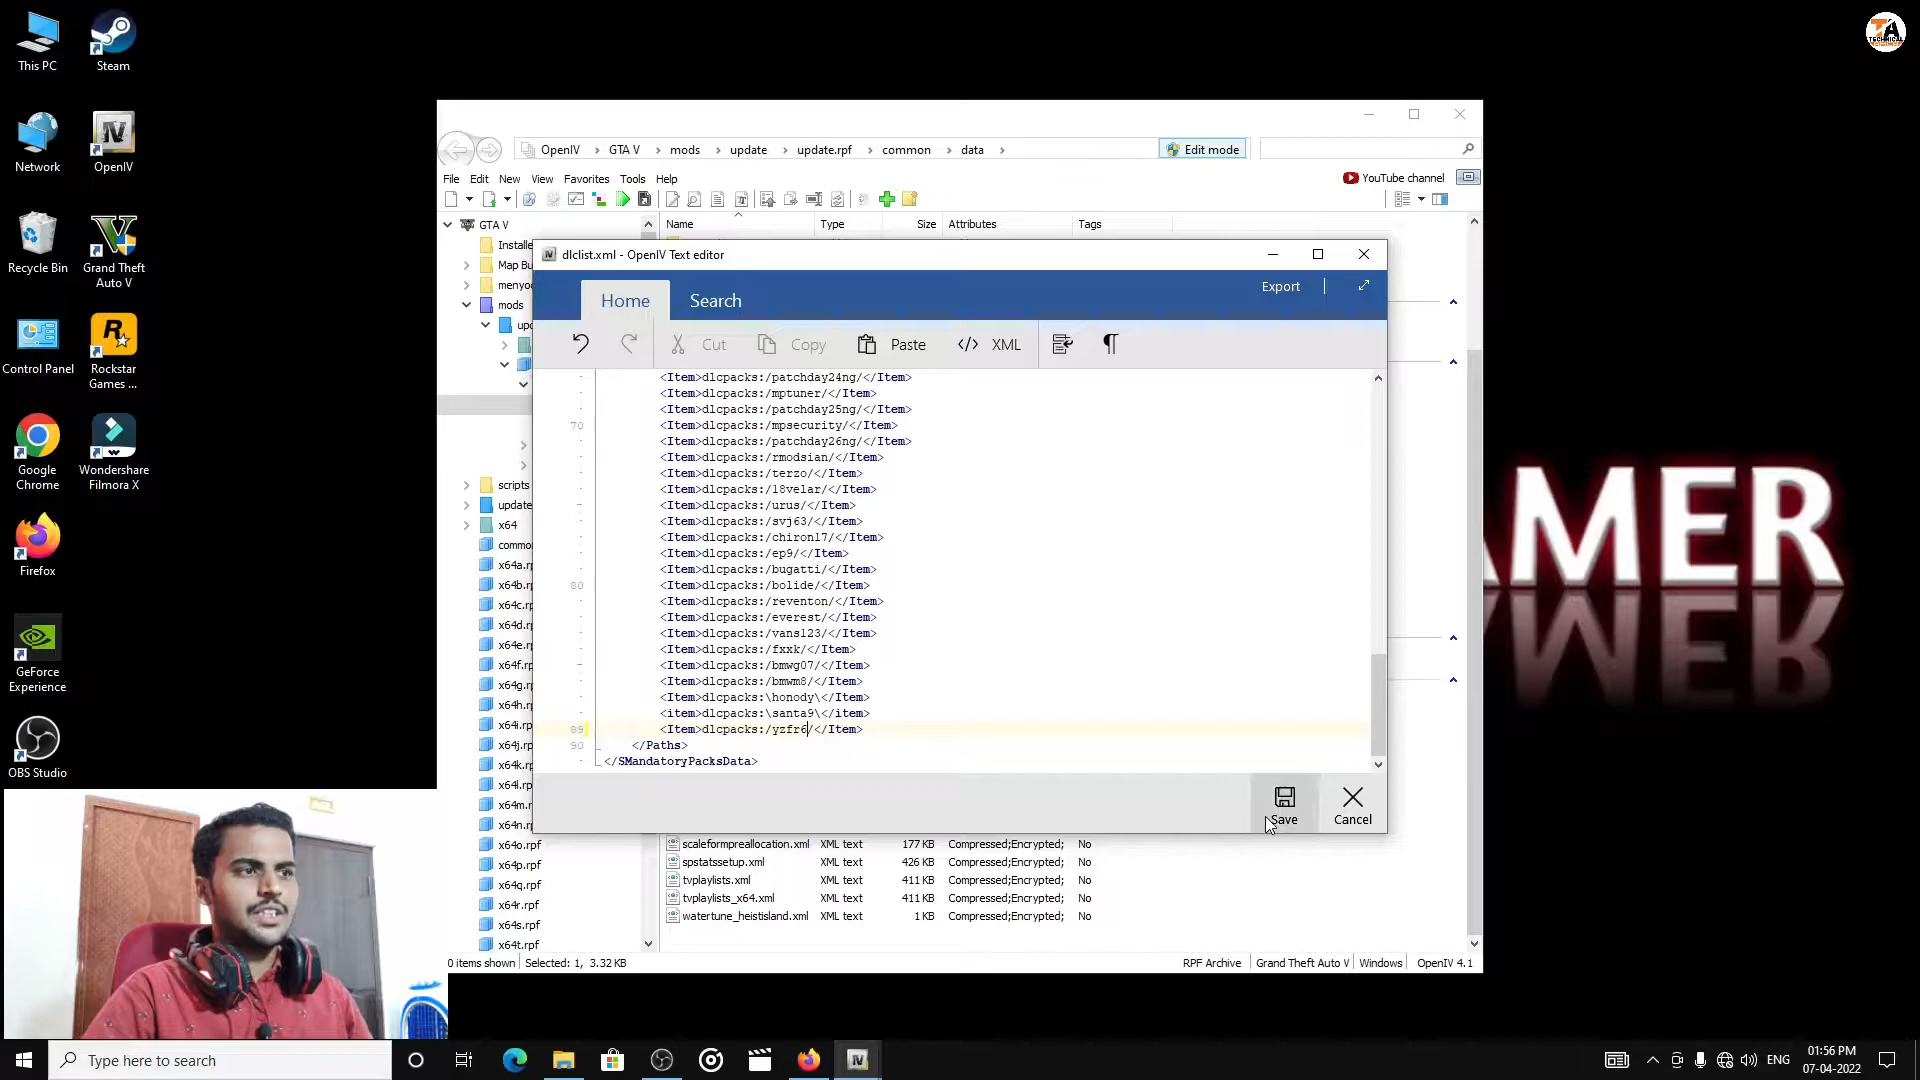 This PC
Steam
Network
OpenIV
Recycle Bin
Grand Theft
Auto V
Control Panel
Rockstar
Games ...
Google
Chrome
Wondershare
Filmora X
Firefox
GeForce
Experience
OBS Studio
TECHNICAL
AMER
OpenIV
GTA V
mods
update
update.rpf
common
data
Edit mode
File Edit New View Favorites Tools Help
YouTube channel
Name Type Size Attributes Tags
GTA V
Installe
Map Bu
menyoo
mods
scripts
update
x64
x64a.rpf
x64o.rpf
x64p.rpf
x64q.rpf
x64r.rpf
x64s.rpf
x64t.rpf
dlclist.xml - OpenIV Text editor
Home Search
Export
Cut Copy Paste XML
<Item>dlcpacks:/patchday24ng/</Item>
<Item>dlcpacks:/mptuner/</Item>
<Item>dlcpacks:/patchday25ng/</Item>
70 <Item>dlcpacks:/mpsecurity/</Item>
<Item>dlcpacks:/patchday26ng/</Item>
<Item>dlcpacks:/rmodsian/</Item>
<Item>dlcpacks:/terzo/</Item>
<Item>dlcpacks:/18velar/</Item>
<Item>dlcpacks:/urus/</Item>
<Item>dlcpacks:/svj63/</Item>
<Item>dlcpacks:/chiron17/</Item>
<Item>dlcpacks:/ep9/</Item>
<Item>dlcpacks:/bugatti/</Item>
80 <Item>dlcpacks:/bolide/</Item>
<Item>dlcpacks:/reventon/</Item>
<Item>dlcpacks:/everest/</Item>
<Item>dlcpacks:/vans123/</Item>
<Item>dlcpacks:/fxxk/</Item>
<Item>dlcpacks:/bmwg07/</Item>
<Item>dlcpacks:/bmwm8/</Item>
<Item>dlcpacks:\honody\</Item>
<item>dlcpacks:\santa9\</item>
89 <Item>dlcpacks:/yzfr6/</Item>
90 </Paths>
</SMandatoryPacksData>
Save Cancel
scaleformpreallocation.xml XML text 177 KB Compressed;Encrypted; No
spstatssetup.xml XML text 426 KB Compressed;Encrypted; No
tvplaylists.xml XML text 411 KB Compressed;Encrypted; No
tvplaylists_x64.xml XML text 411 KB Compressed;Encrypted; No
watertune_heistisland.xml XML text 1 KB Compressed;Encrypted; No
0 items shown Selected: 1, 3.32 KB
RPF Archive Grand Theft Auto V Windows OpenIV 4.1
Type here to search
ENG
01:56 PM
07-04-2022